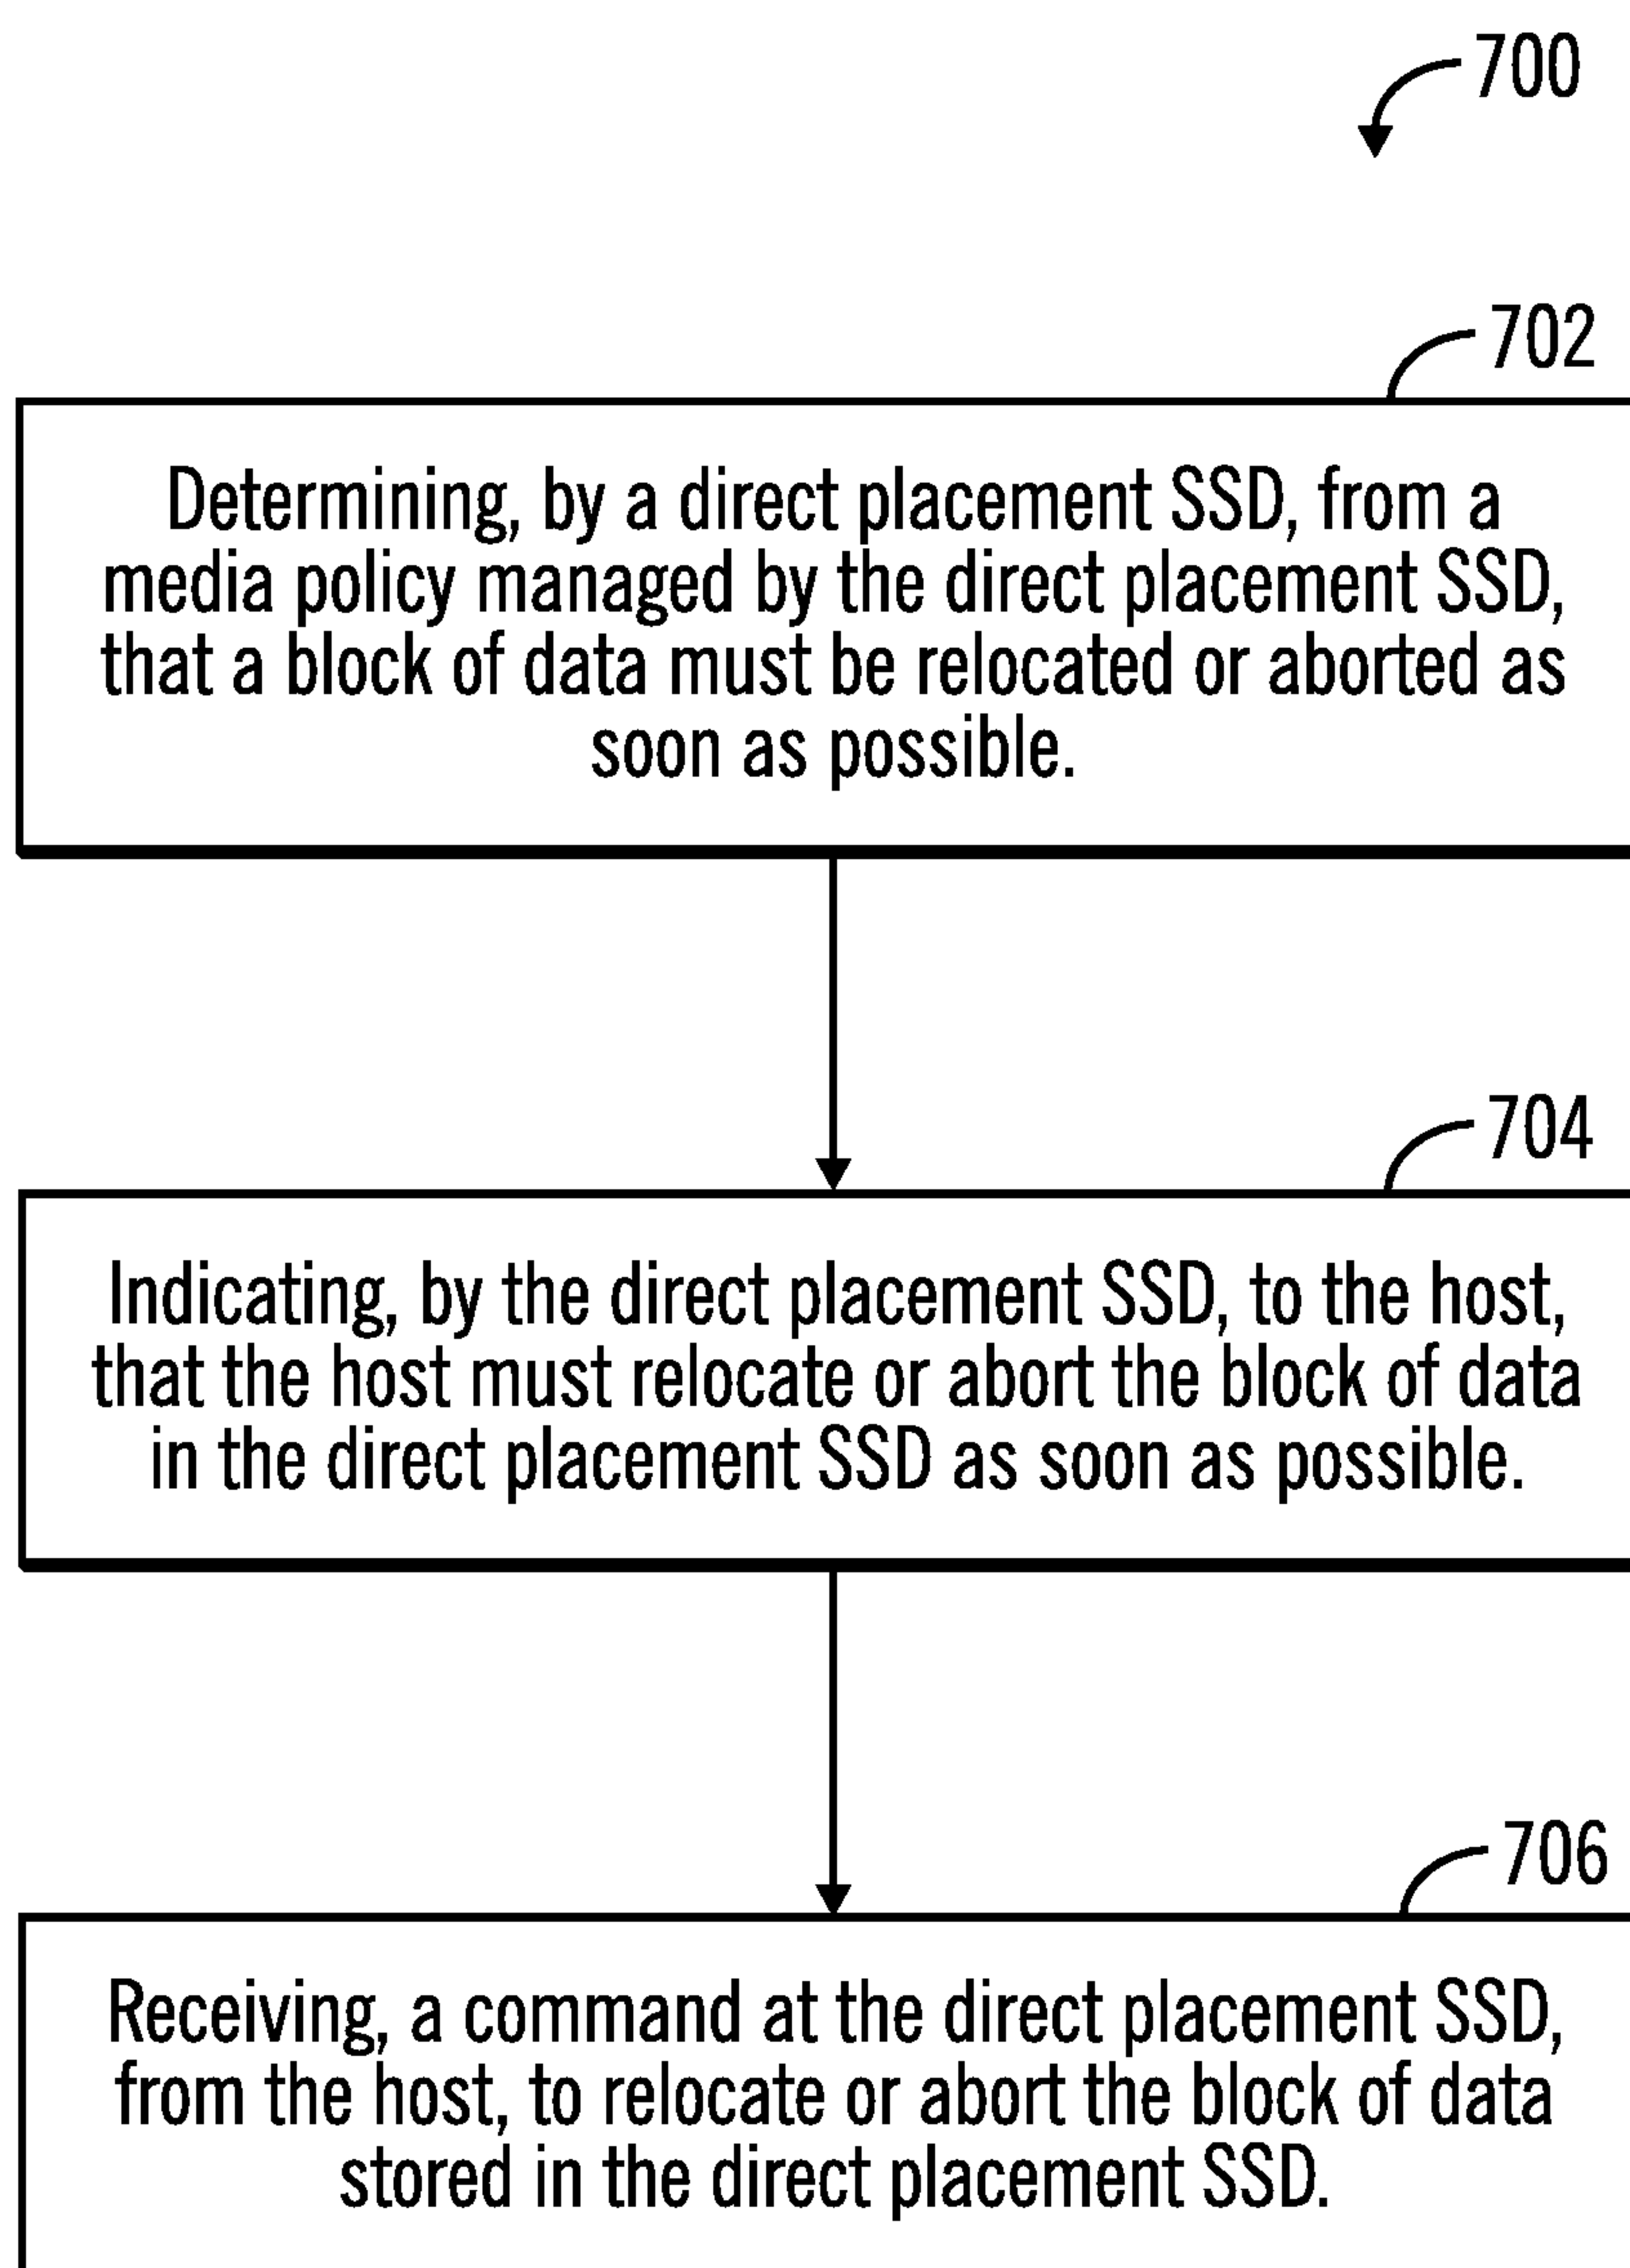 700
702
Determining, by a direct placement SSD, from a
media policy managed by the direct placement SSD,
that a block of data must be relocated or aborted as
soon as possible.
704
Indicating, by the direct placement SSD, to the host,
that the host must relocate or abort the block of data
in the direct placement SSD as soon as possible.
706
Receiving, a command at the direct placement SSD,
from the host, to relocate or abort the block of data
stored in the direct placement SSD.